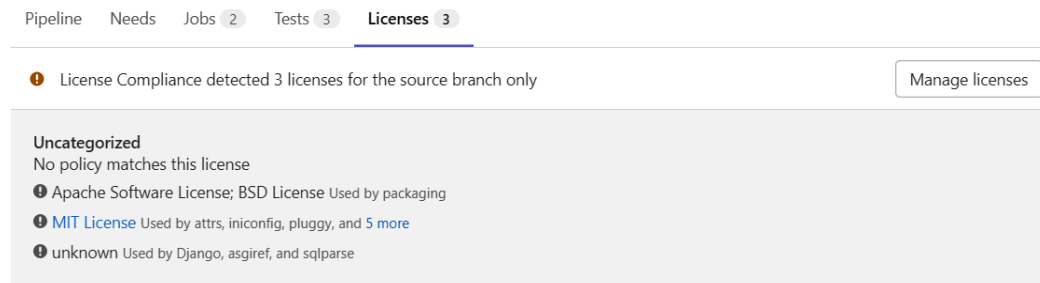 Pipeline Needs Jobs 2 Tests 3 Licenses 3
License Compliance detected 3 licenses for the source branch only Manage licenses
Uncategorized
No policy matches this license
Apache Software License; BSD License Used by packaging
MIT License Used by attrs, iniconfig, pluggy, and 5 more
unknown Used by Django, asgiref, and sqlparse